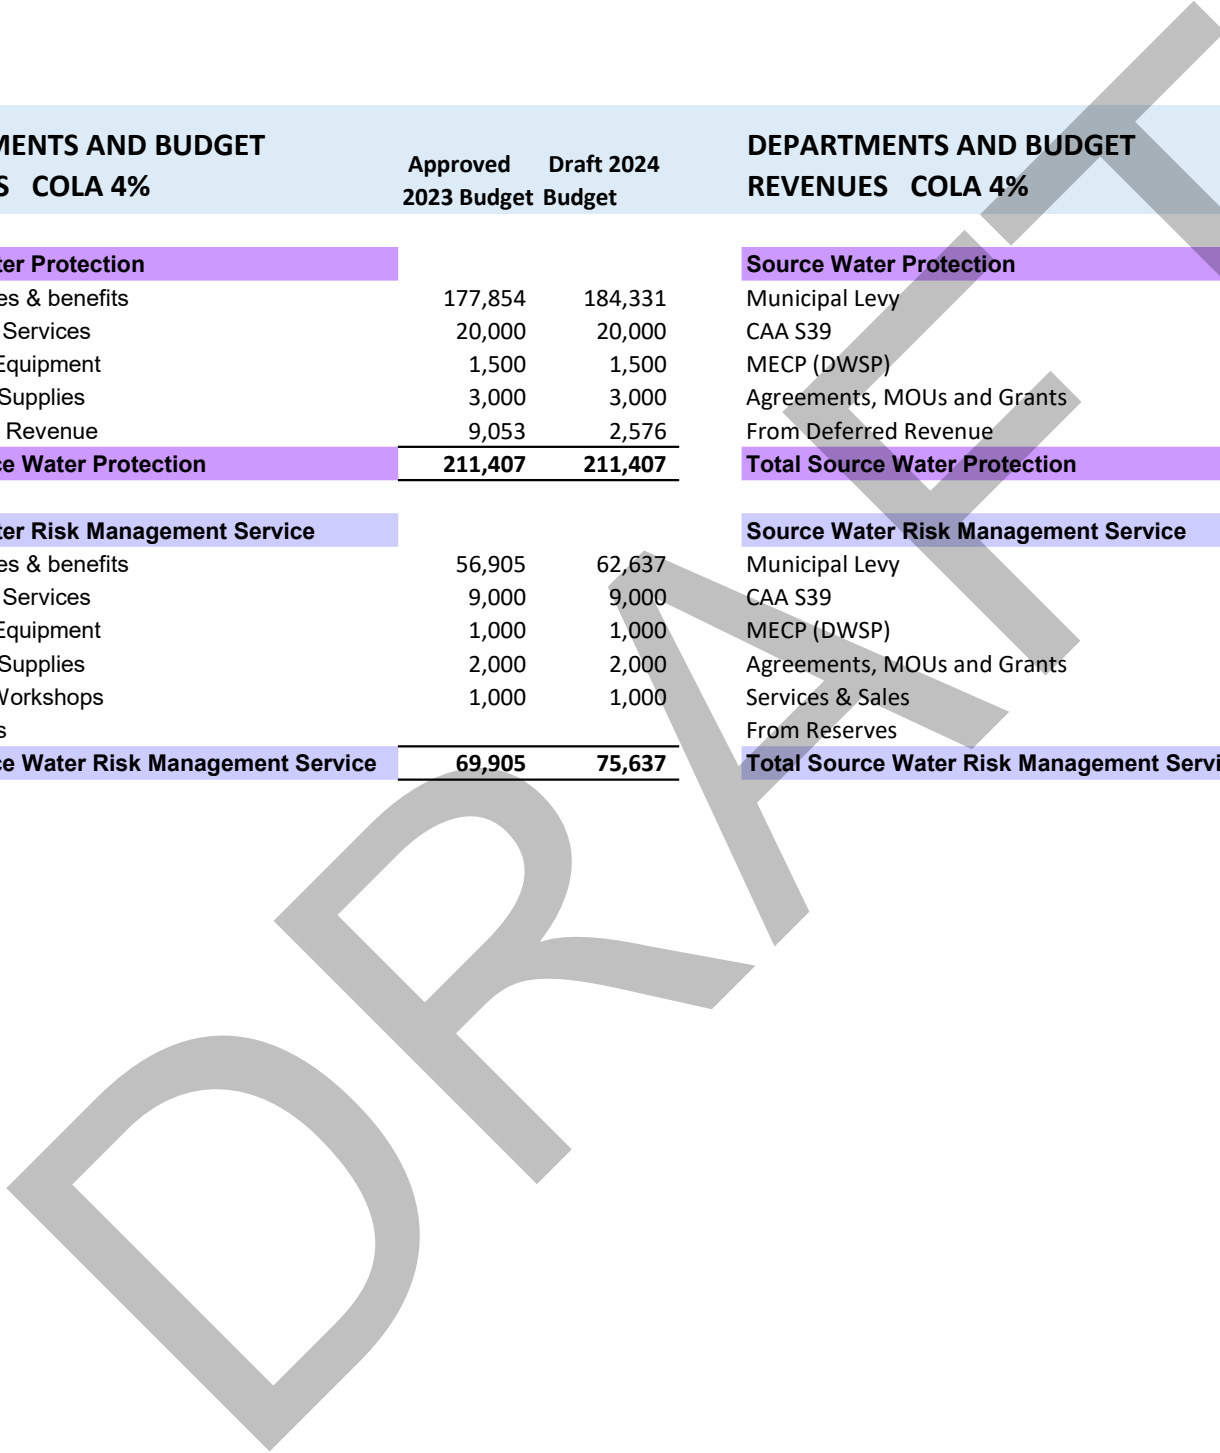 MENTS AND BUDGET
S COLA 4%
Approved Draft 2024
2023 Budget Budget
DEPARTMENTS AND BUDGET
REVENUES COLA 4%
ter Protection Source Water Protection
es & benefits 177,854 184,331 Municipal Levy
Services 20,000 20,000 CAA S39
Equipment 1,500 1,500 MECP (DWSP)
Supplies 3,000 3,000 Agreements, MOUs and Grants
Revenue 9,053 2,576 From Deferred Revenue
ce Water Protection 211,407 211,407 Total Source Water Protection
ter Risk Management Service Source Water Risk Management Service
es & benefits 56,905 62,637 Municipal Levy
Services 9,000 9,000 CAA S39
Equipment 1,000 1,000 MECP (DWSP)
Supplies 2,000 2,000 Agreements, MOUs and Grants
Workshops 1,000 1,000 Services & Sales
s From Reserves
ce Water Risk Management Service 69,905 75,637 Total Source Water Risk Management Servi
DRAFT